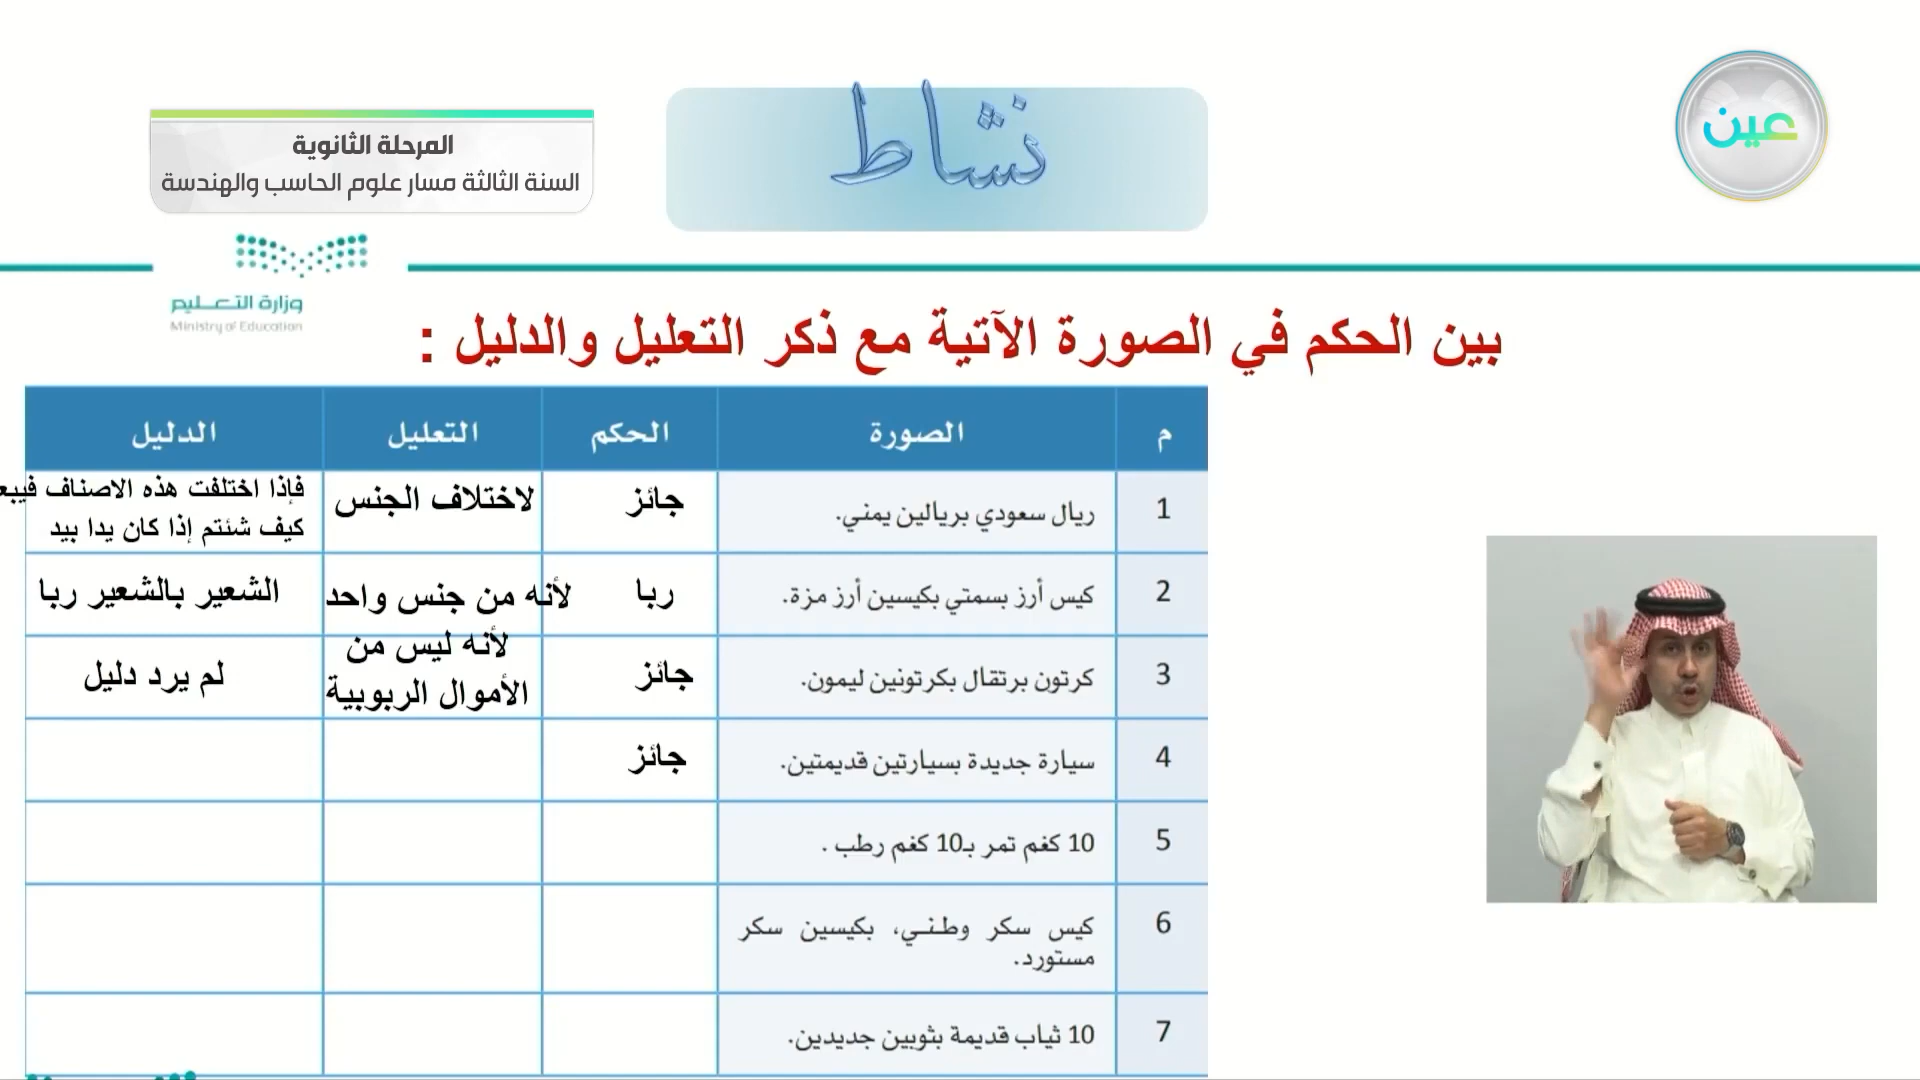 عين
نشاط
المرحلة الثانوية
السنة الثالثة مسار علوم الحاسب والهندسة
وزارة التعليم
Ministry of Education
بين الحكم في الصورة الآتية مع ذكر التعليل والدليل :
م الصورة الحكم التعليل الدليل
1 ريال سعودي بريالين يمني. جائز لاختلاف الجنس فإذا اختلفت هذه الاصناف
كيف شئتم إذا كان يدا بيد
2 كيس أرز بسمتي بكيسين أرز مزة. ربا لأنه من جنس واحد الشعير بالشعير ربا
3 كرتون برتقال بكرتونين ليمون. جائز لأنه ليس من
الأموال الربوبية لم يرد دليل
4 سيارة جديدة بسيارتين قديمتين. جائز
5 10 كغم تمر بـ10 كغم رطب .
6 كيس سكر وطني، بكيسين سكر
مستورد.
7 10 ثياب قديمة بثوبين جديدين.